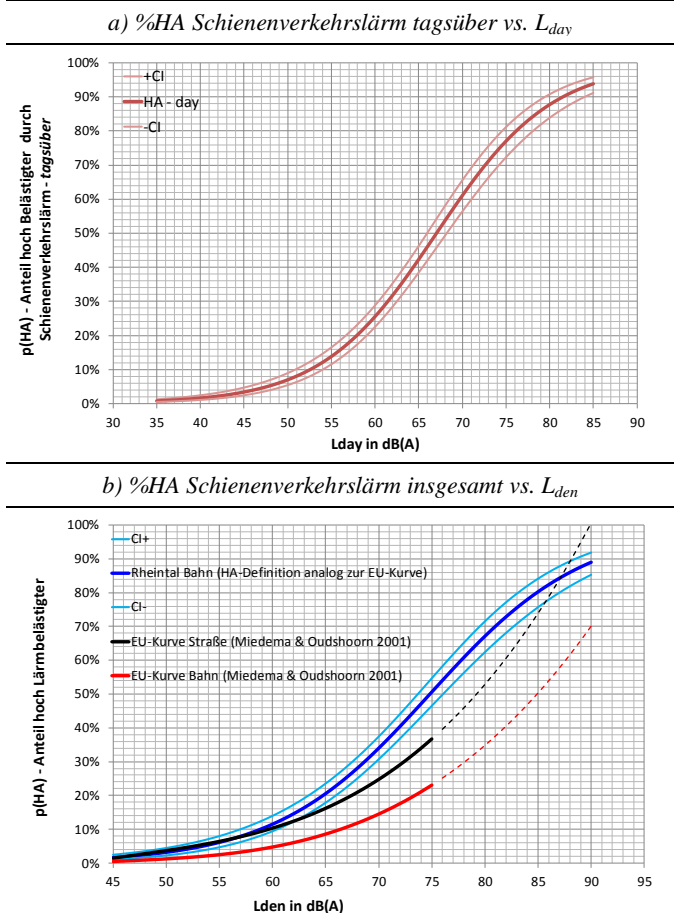 a) %HA Schienenverkehrslärm tagsüber vs. Lday
100%
90%
80%
70%
60%
50%
40%
30%
20%
10%
0%
+CI
HA - day
-CI
p(HA) - Anteil hoch Belästigter durch
Schienenverkehrslärm - tagsüber
30 35 40 45 50 55 60 65 70 75 80 85 90
Lday in dB(A)
b) %HA Schienenverkehrslärm insgesamt vs. Lden
100%
90%
80%
70%
60%
50%
40%
30%
20%
10%
0%
CI+
Rheintal Bahn (HA-Definition analog zur EU-Kurve)
CI-
EU-Kurve Straße (Miedema & Oudshoorn 2001)
EU-Kurve Bahn (Miedema & Oudshoorn 2001)
p(HA) - Anteil hoch Lärmbelästigter
45 50 55 60 65 70 75 80 85 90 95
Lden in dB(A)